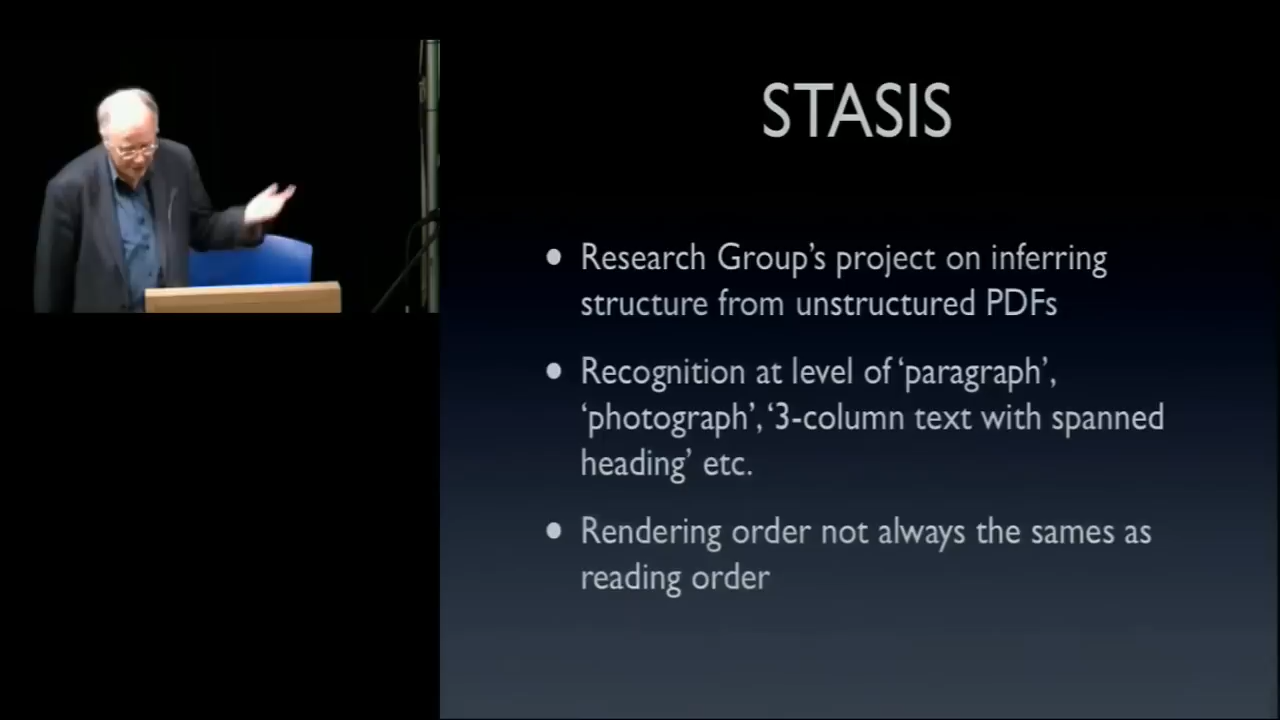 STASIS
• Research Group’s project on inferring
structure from unstructured PDFs
• Recognition at level of ‘paragraph’,
‘photograph’, ‘3-column text with spanned
heading’ etc.
• Rendering order not always the sames as
reading order